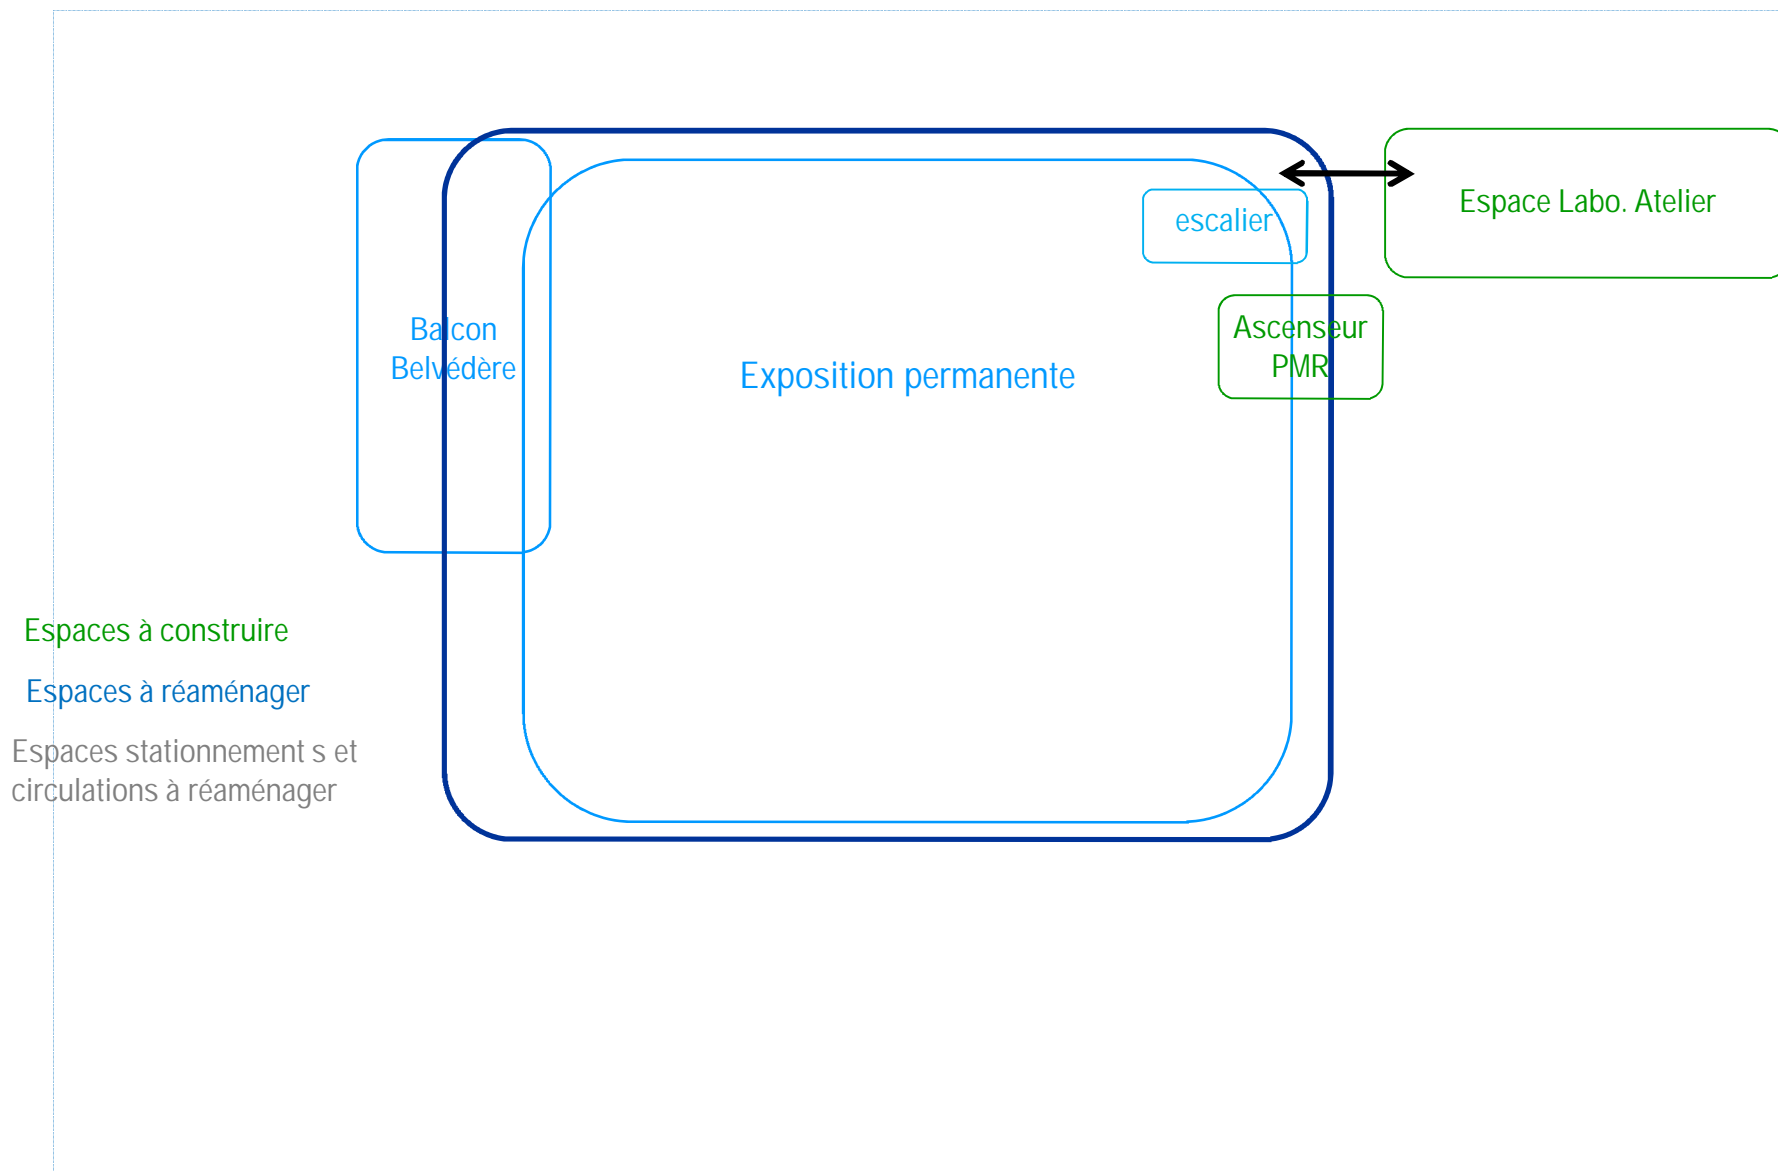 Espace Labo. Atelier
escalier
Ascenseur
PMR
Balcon
Belvédère
Exposition permanente
Espaces à construire
Espaces à réaménager
Espaces stationnement s et
circulations à réaménager